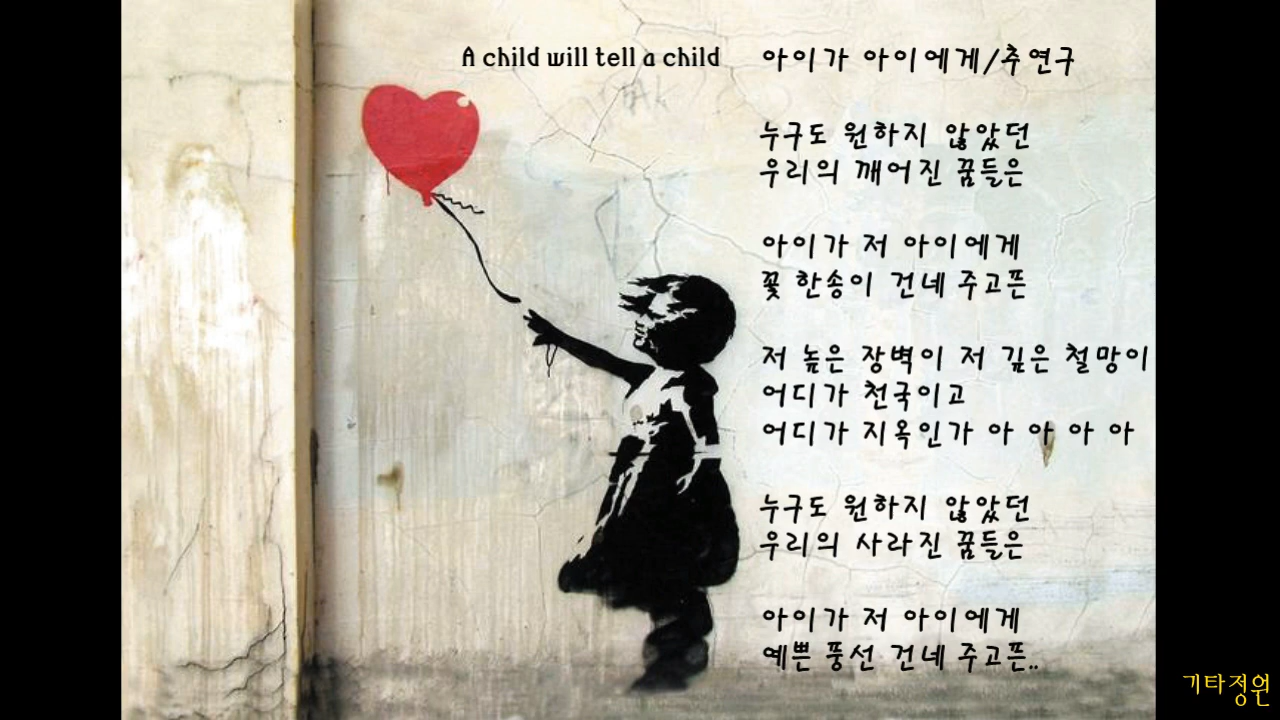 A child will tell a child
아이가 아이에게/추연구
누구도 원하지 않았던
우리의 깨어진 꿈들은
아이가 저 아이에게
꽃 한송이 건네 주고픈
저 높은 장벽이 저 깊은 철망이
어디가 천국이고
어디가 지옥인가 아 아 아 아
누구도 원하지 않았던
우리의 사라진 꿈들은
아이가 저 아이에게
예쁜 풍선 건네 주고픈..
기타정원